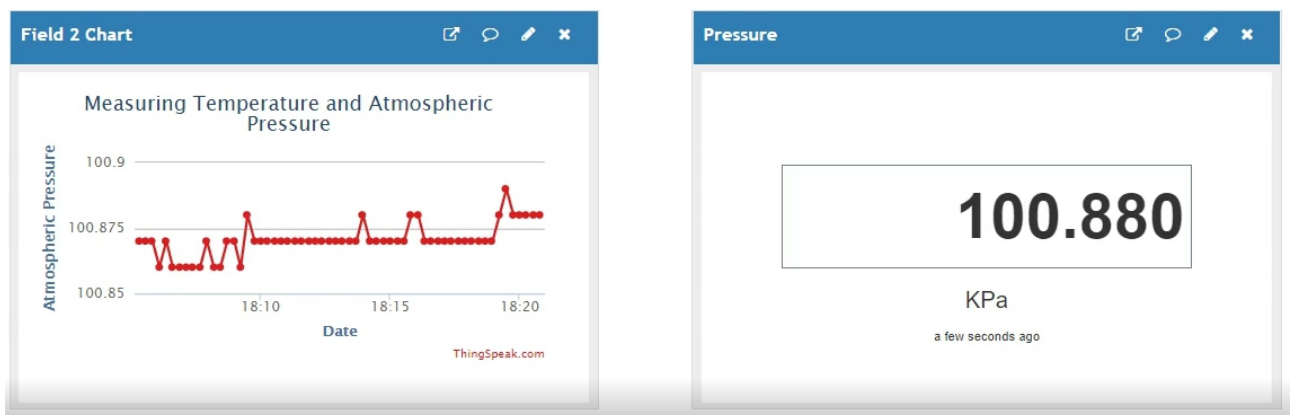 Field 2 Chart
Measuring Temperature and Atmospheric
Pressure
Atmospheric Pressure
100.9
100.875
100.85
18:10 18:15 18:20
Date
ThingSpeak.com
Pressure
100.880
KPa
a few seconds ago